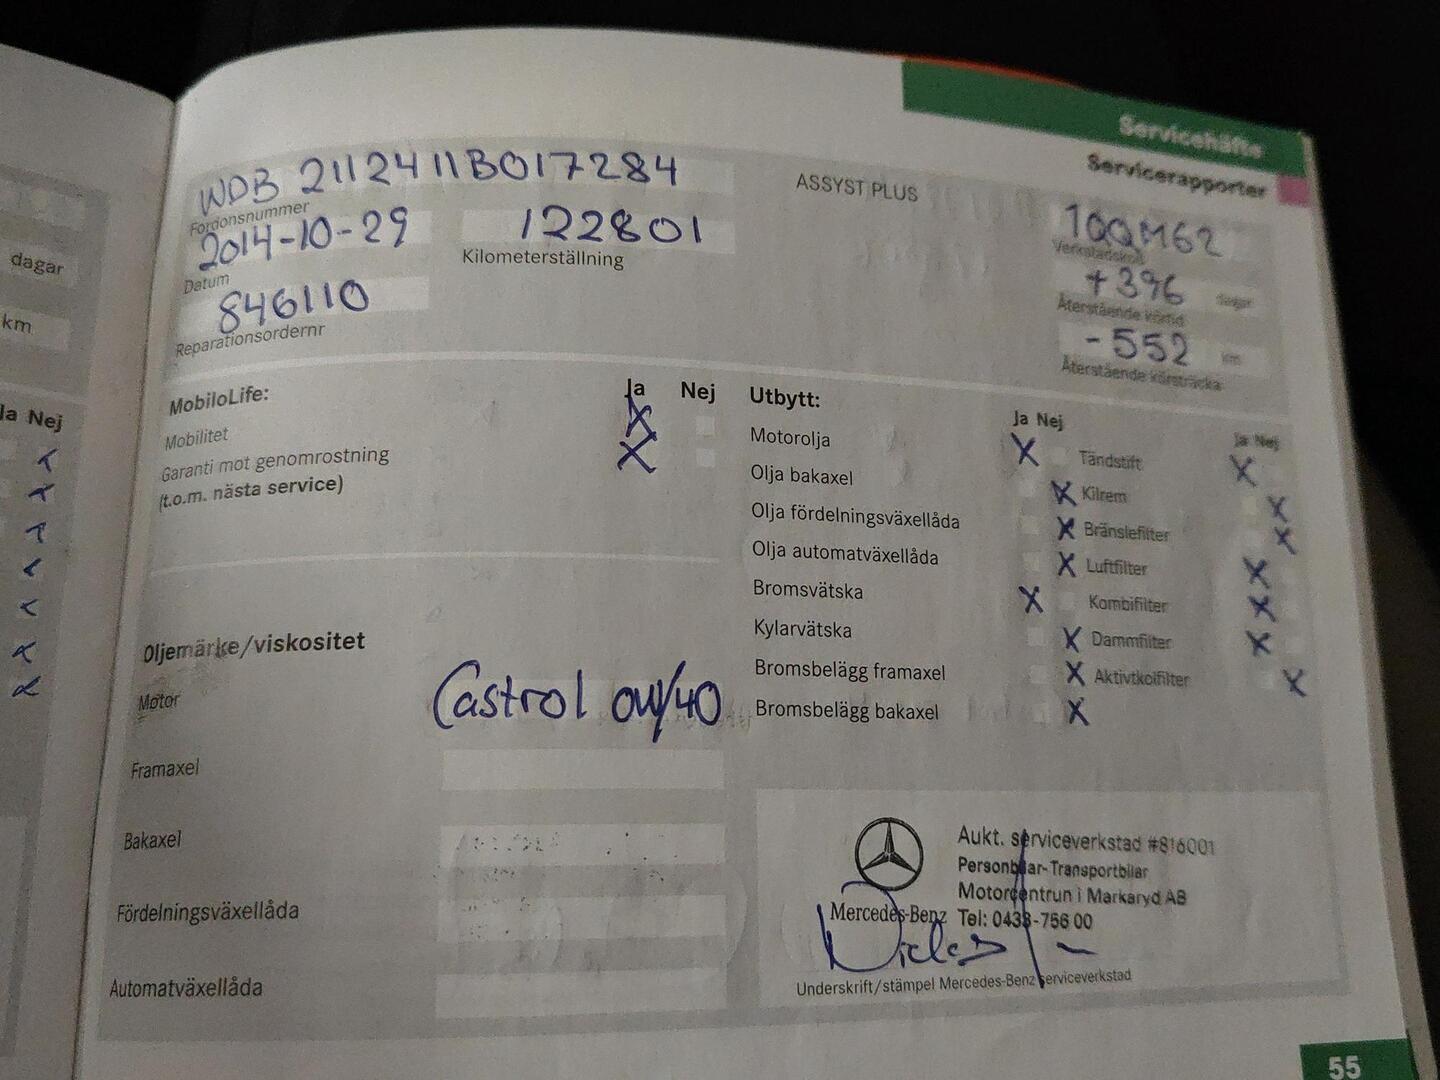 Servicehäfte
Servicerapporter
WDB 2112411B017284
Fordonsnummer
ASSYST PLUS
2014-10-29
Datum
122801
Kilometerställning
1QQM62
Verkstadskod
846110
Reparationsordernr
+396 dagar
Återstående körtid
-552 km
Återstående körsträcka
dagar
km
Ja Nej
X
X
X
X
X
X
X
MobiloLife: Ja Nej
Mobilitet X
Garanti mot genomrostning X
(t.o.m. nästa service)
Oljemärke/viskositet
Motor Castrol 0W/40
Framaxel
Bakaxel
Fördelningsväxellåda
Automatväxellåda
Utbytt: Ja Nej
Motorolja X
Olja bakaxel X
Olja fördelningsväxellåda X
Olja automatväxellåda X
Bromsvätska X
Kylarvätska X
Bromsbelägg framaxel X
Bromsbelägg bakaxel X
Ja Nej
Tändstift X
Kilrem X
Bränslefilter X
Luftfilter X
Kombifilter X
Dammfilter X
Aktivtkolfilter X
Mercedes-Benz
Aukt. serviceverkstad #816001
Personbilar-Transportbilar
Motorcentrun i Markaryd AB
Tel: 0433-756 00
Underskrift/stämpel Mercedes-Benz serviceverkstad
55